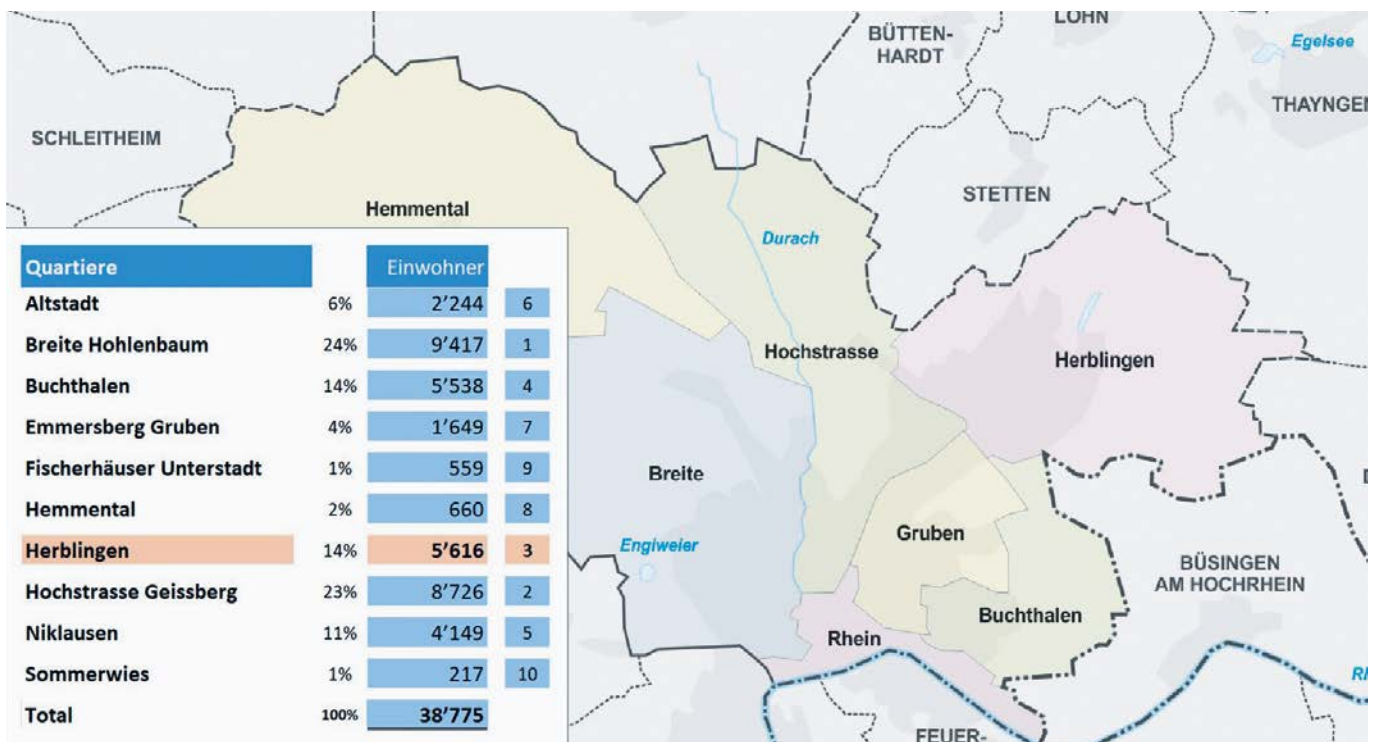 LOHN
BÜTTEN-
HARDT
Egelsee
THAYNGEN
SCHLEITHEIM
STETTEN
Hemmental
Durach
Hochstrasse
Herblingen
Breite
Gruben
Engiweier
BÜSINGEN
AM HOCHRHEIN
Buchthalen
Rhein
FEUER-
Quartiere Einwohner
Altstadt 6% 2’244 6
Breite Hohlenbaum 24% 9’417 1
Buchthalen 14% 5’538 4
Emmersberg Gruben 4% 1’649 7
Fischerhäuser Unterstadt 1% 559 9
Hemmental 2% 660 8
Herblingen 14% 5’616 3
Hochstrasse Geissberg 23% 8’726 2
Niklausen 11% 4’149 5
Sommerwies 1% 217 10
Total 100% 38’775